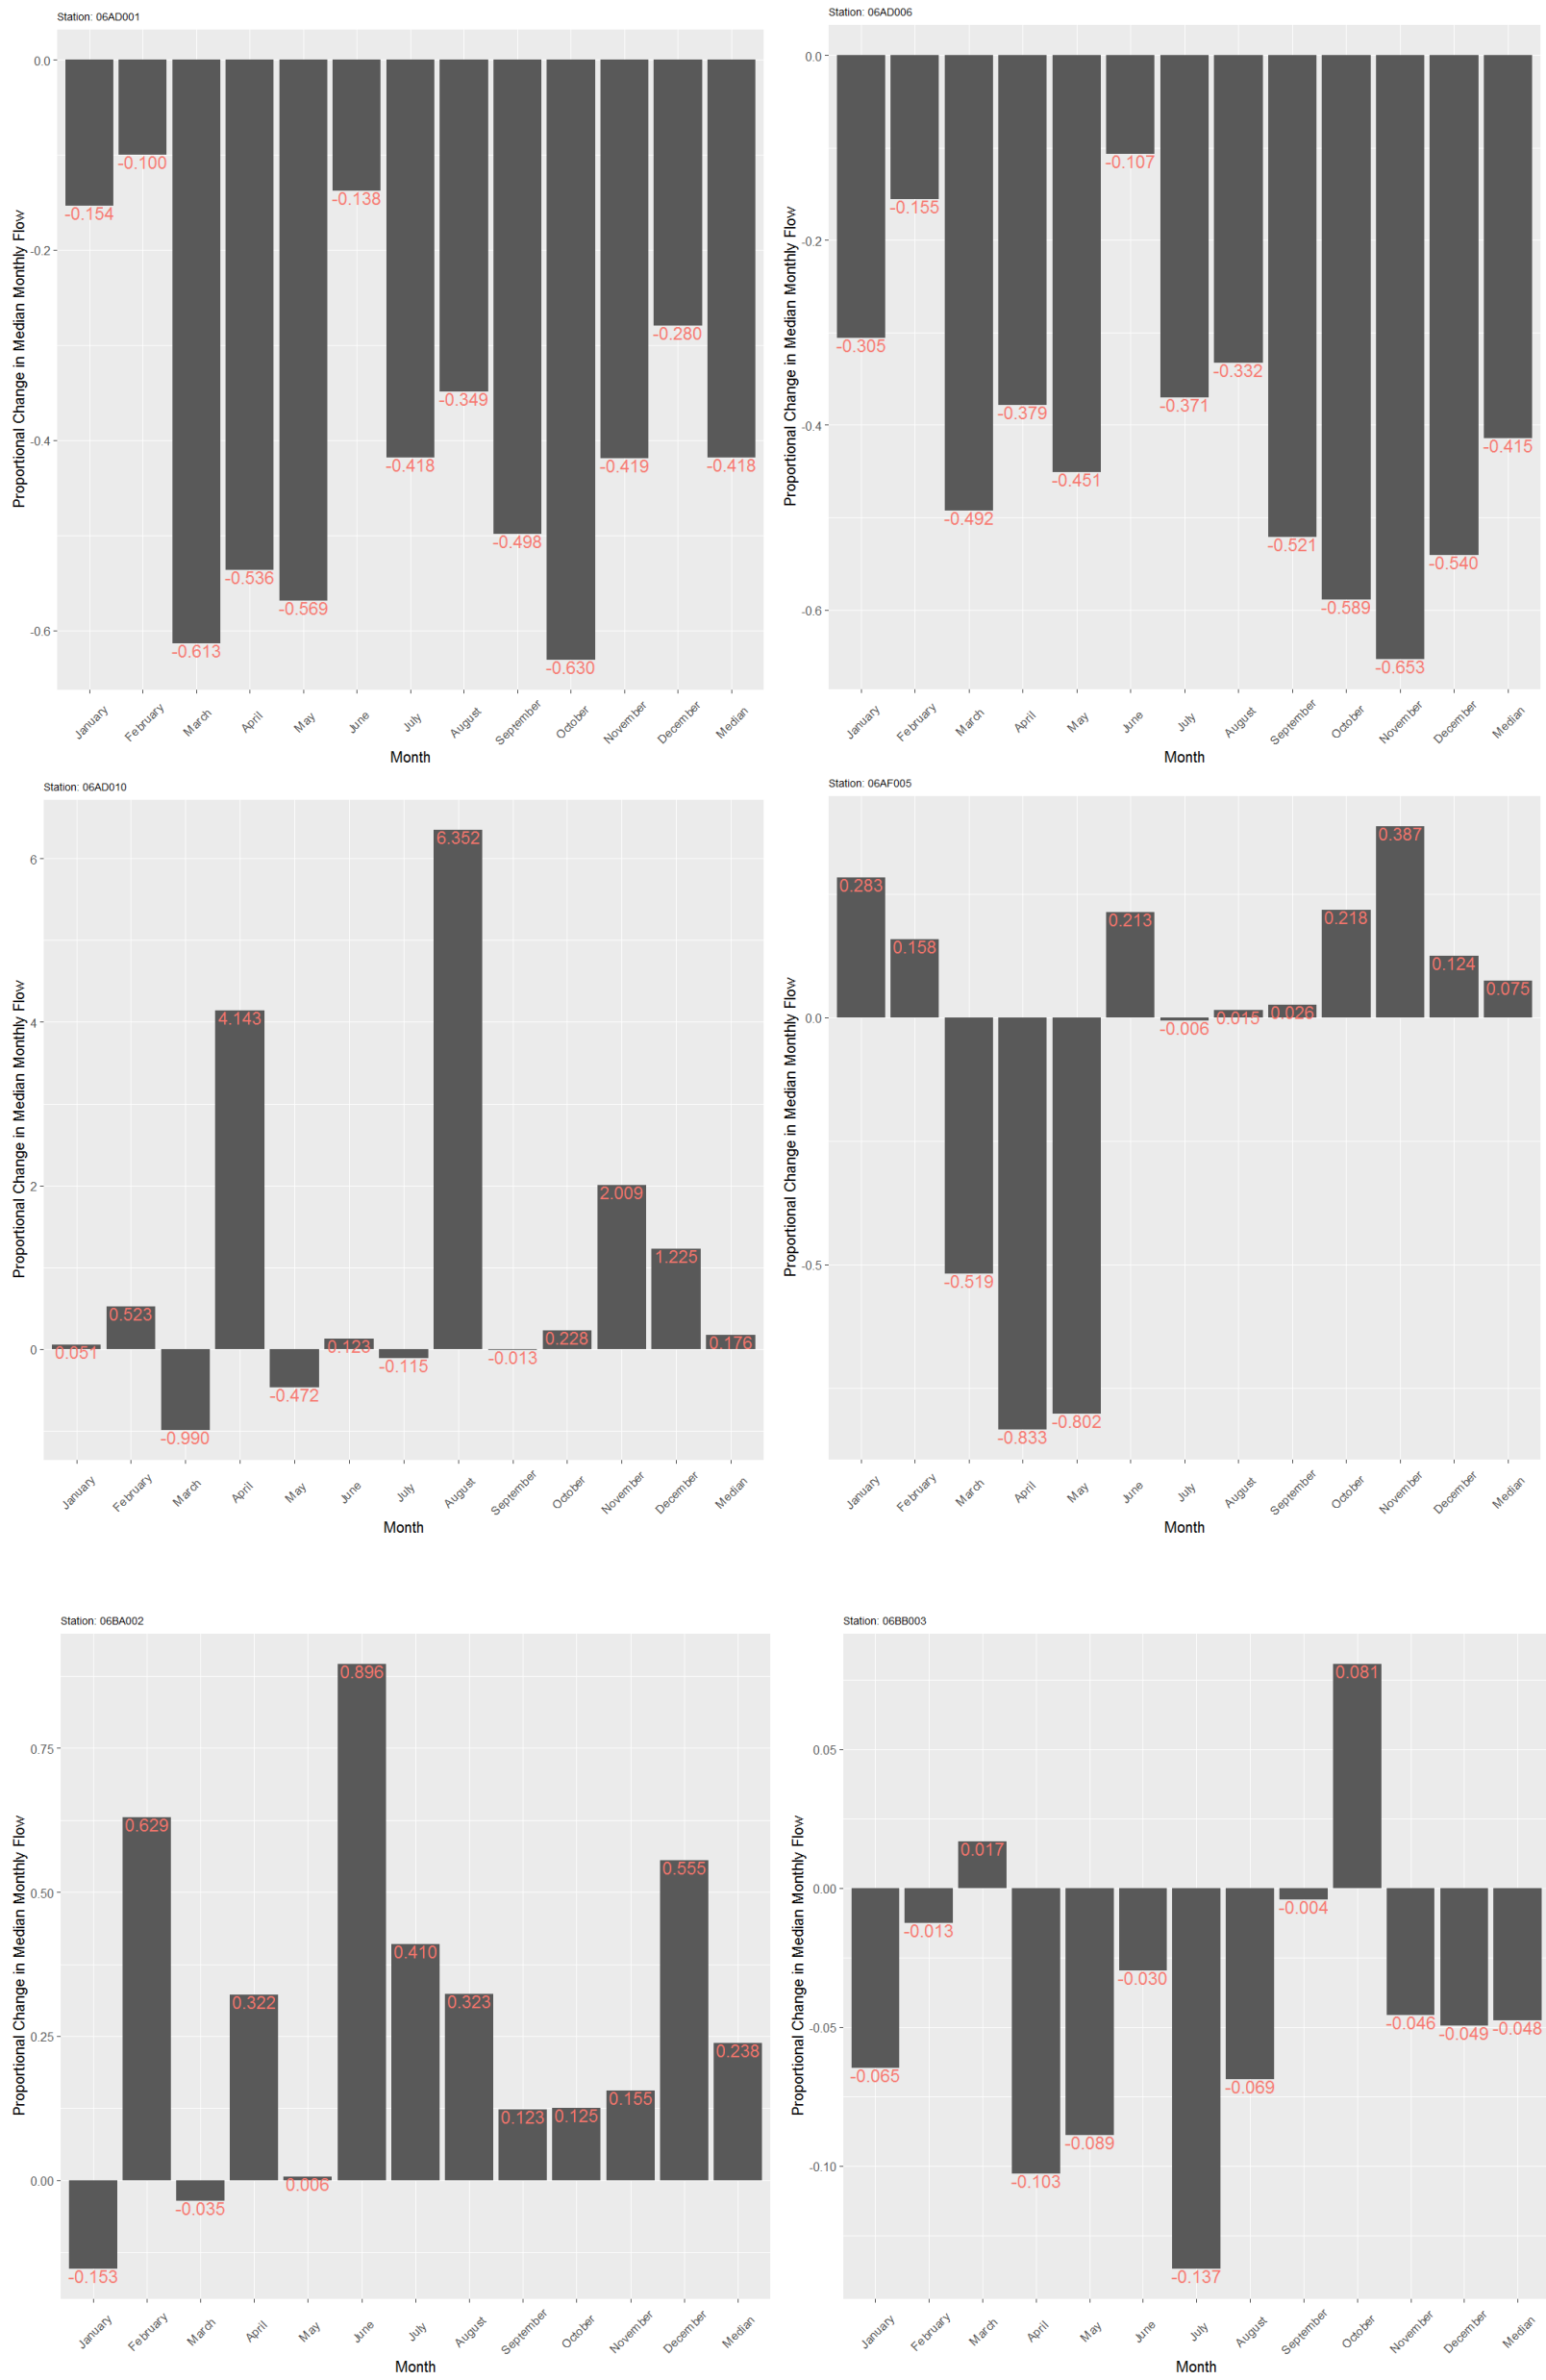 Station: 06AD001
Proportional Change in Median Monthly Flow
0.0
-0.2
-0.4
-0.6
-0.154
-0.100
-0.613
-0.536
-0.569
-0.138
-0.418
-0.349
-0.498
-0.630
-0.419
-0.280
-0.418
January
February
March
April
May
June
July
August
September
October
November
December
Median
Month
Station: 06AD006
Proportional Change in Median Monthly Flow
0.0
-0.2
-0.4
-0.6
-0.305
-0.155
-0.492
-0.379
-0.451
-0.107
-0.371
-0.332
-0.521
-0.589
-0.653
-0.540
-0.415
January
February
March
April
May
June
July
August
September
October
November
December
Median
Month
Station: 06AD010
Proportional Change in Median Monthly Flow
6
4
2
0
0.051
0.523
-0.990
4.143
-0.472
0.123
-0.115
6.352
-0.013
0.228
2.009
1.225
0.176
January
February
March
April
May
June
July
August
September
October
November
December
Median
Month
Station: 06AF005
Proportional Change in Median Monthly Flow
0.0
-0.5
0.283
0.158
-0.519
-0.833
-0.802
0.213
-0.006
0.015
0.026
0.218
0.387
0.124
0.075
January
February
March
April
May
June
July
August
September
October
November
December
Median
Month
Station: 06BA002
Proportional Change in Median Monthly Flow
0.75
0.50
0.25
0.00
-0.153
0.629
-0.035
0.322
0.006
0.896
0.410
0.323
0.123
0.125
0.155
0.555
0.238
January
February
March
April
May
June
July
August
September
October
November
December
Median
Month
Station: 06BB003
Proportional Change in Median Monthly Flow
0.05
0.00
-0.05
-0.10
-0.065
-0.013
0.017
-0.103
-0.089
-0.030
-0.137
-0.069
-0.004
0.081
-0.046
-0.049
-0.048
January
February
March
April
May
June
July
August
September
October
November
December
Median
Month